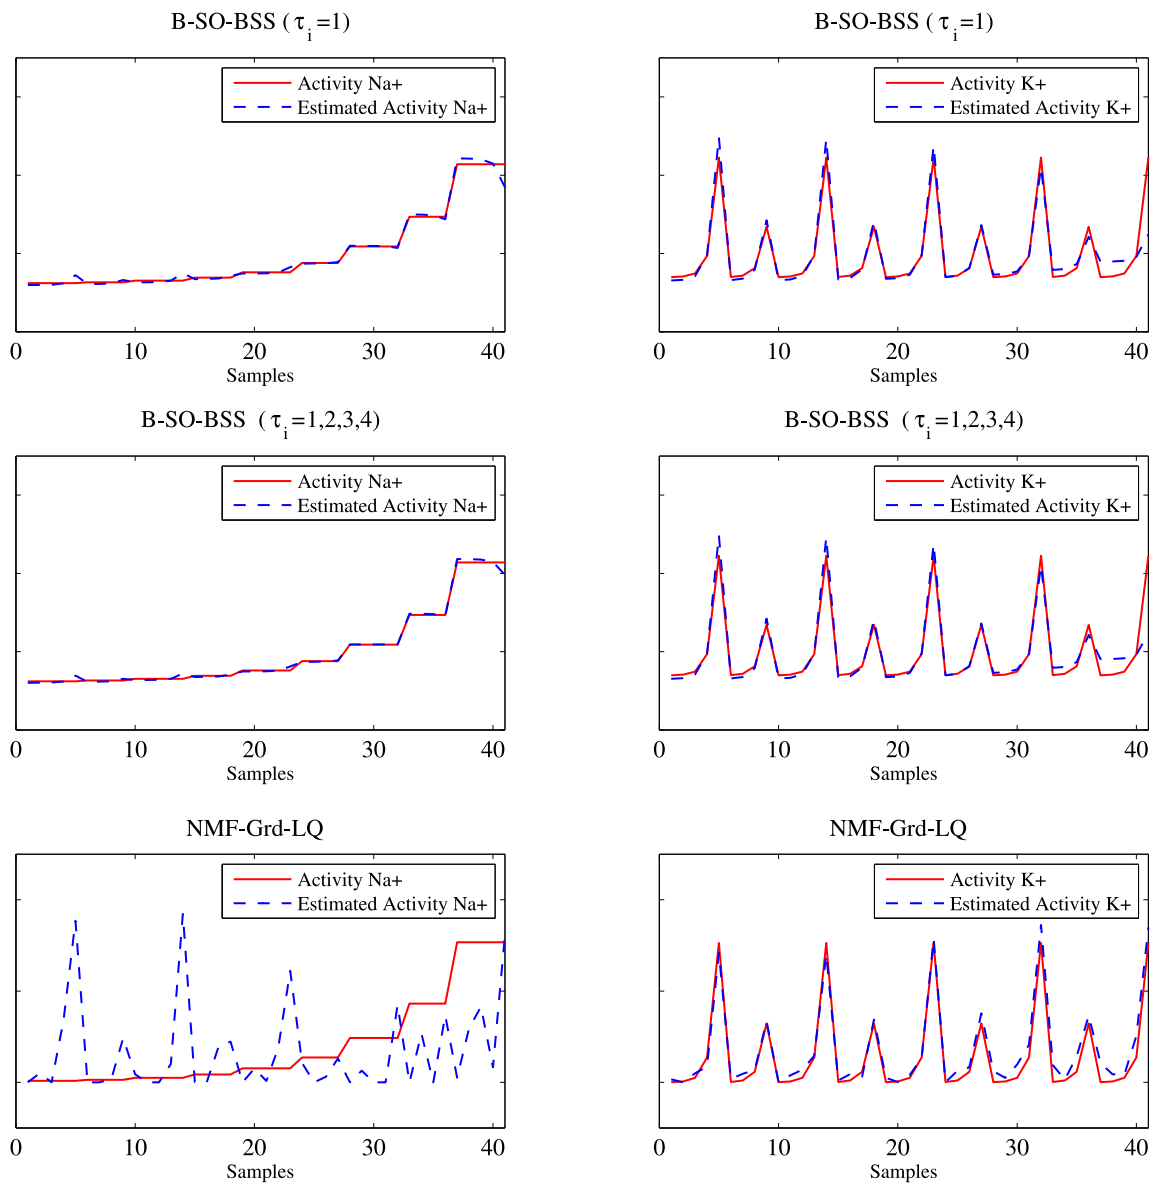 B-SO-BSS ( τ i =1)
Activity Na+
Estimated Activity Na+
0 10 20 30 40
Samples
B-SO-BSS ( τ i =1)
Activity K+
Estimated Activity K+
0 10 20 30 40
Samples
B-SO-BSS ( τ i =1,2,3,4)
Activity Na+
Estimated Activity Na+
0 10 20 30 40
Samples
B-SO-BSS ( τ i =1,2,3,4)
Activity K+
Estimated Activity K+
0 10 20 30 40
Samples
NMF-Grd-LQ
Activity Na+
Estimated Activity Na+
0 10 20 30 40
Samples
NMF-Grd-LQ
Activity K+
Estimated Activity K+
0 10 20 30 40
Samples